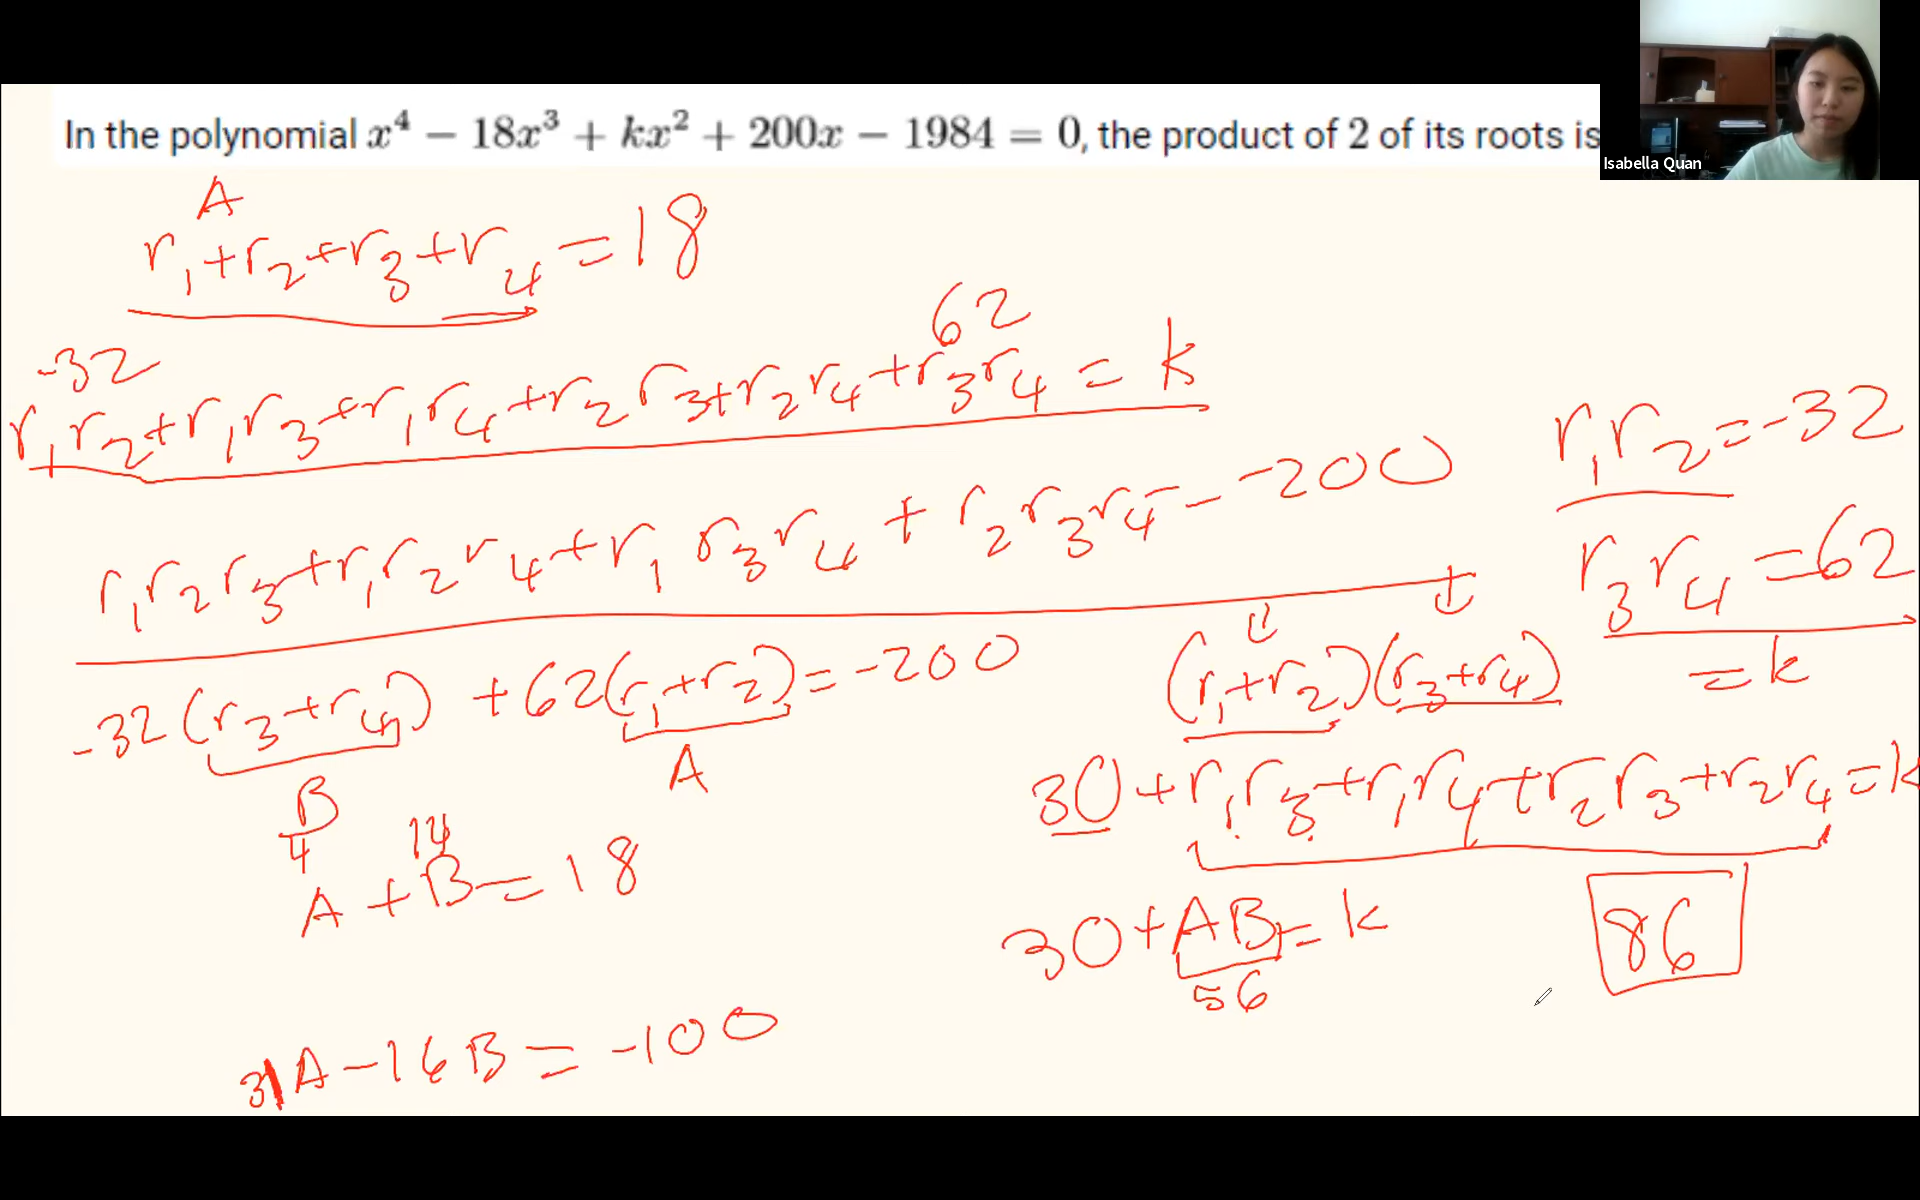 In the polynomial x⁴ − 18x³ + kx² + 200x − 1984 = 0, the product of 2 of its roots is
Isabella Quan
A
r₁+r₂+r₃+r₄=18
-32 62
r₁r₂+r₁r₃+r₁r₄+r₂r₃+r₂r₄+r₃r₄=k
r₁r₂=-32
r₁r₂r₃+r₁r₂r₄+r₁r₃r₄+r₂r₃r₄=-200
r₃r₄=62
-32(r₃+r₄)+62(r₁+r₂)=-200
B A
(r₁+r₂)(r₃+r₄) =k
30+r₁r₃+r₁r₄+r₂r₃+r₂r₄=k
4 14
A+B=18
30+AB=k
56
86
31A-16B=-100